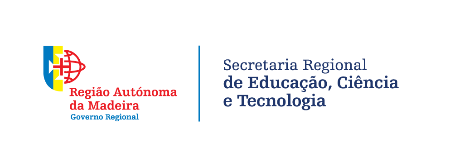 Região Autónoma
da Madeira
Governo Regional
Secretaria Regional
de Educação, Ciência
e Tecnologia